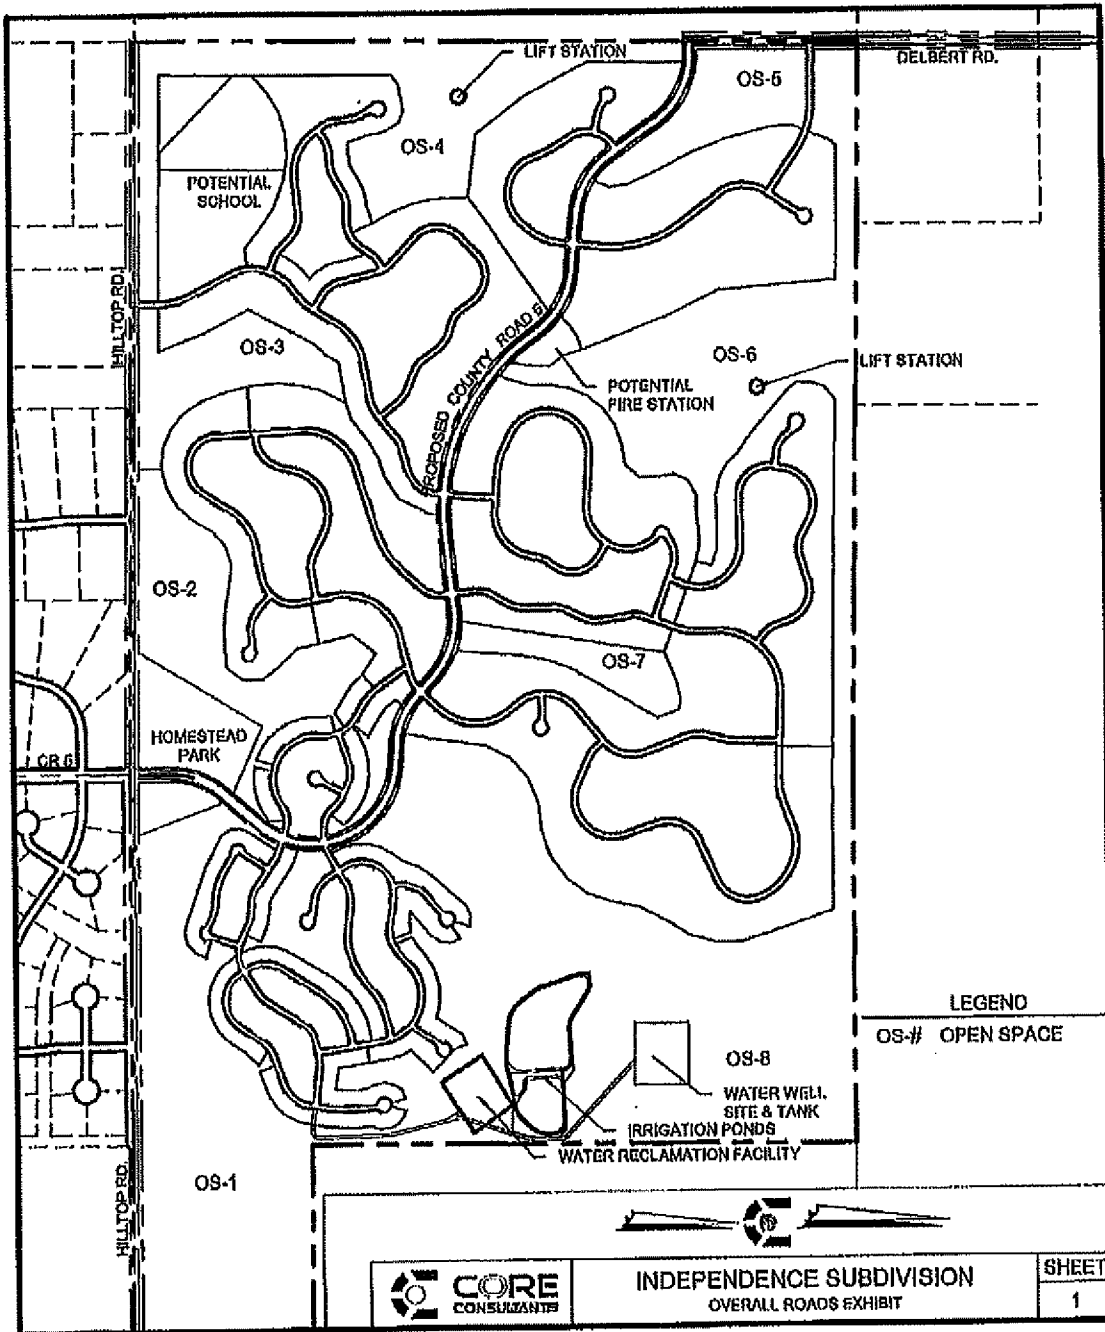 LIFT STATION
DELBERT RD.
OS-5
OS-4
POTENTIAL
SCHOOL
HILLTOP RD.
OS-3
PROPOSED COUNTY ROAD 5
OS-6
LIFT STATION
POTENTIAL
FIRE STATION
OS-2
OS-7
HOMESTEAD
PARK
CR 5
LEGEND
OS-# OPEN SPACE
OS-8
WATER WELL
SITE & TANK
IRRIGATION PONDS
WATER RECLAMATION FACILITY
OS-1
HILLTOP RD.
CORE
CONSULTANTS
INDEPENDENCE SUBDIVISION
OVERALL ROADS EXHIBIT
SHEET
1